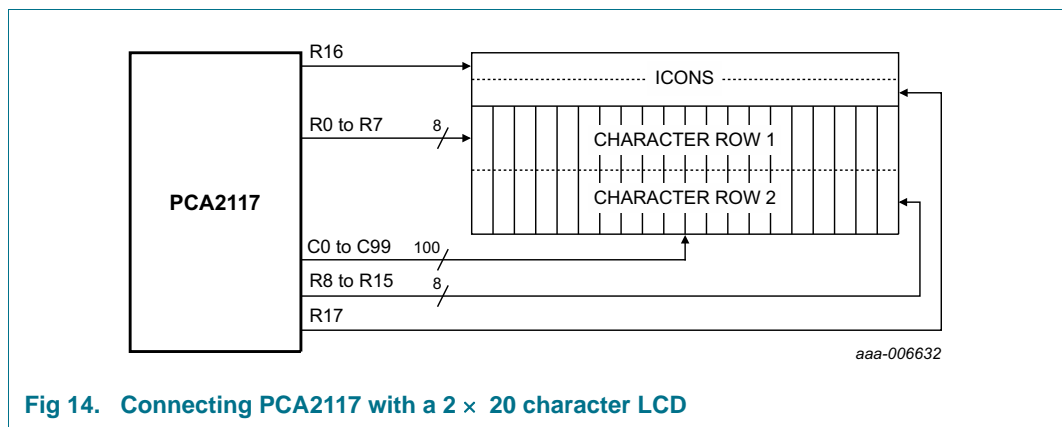 R16
ICONS
R0 to R7 8
CHARACTER ROW 1
PCA2117
CHARACTER ROW 2
C0 to C99 100
R8 to R15 8
R17
aaa-006632
Fig 14. Connecting PCA2117 with a 2 × 20 character LCD